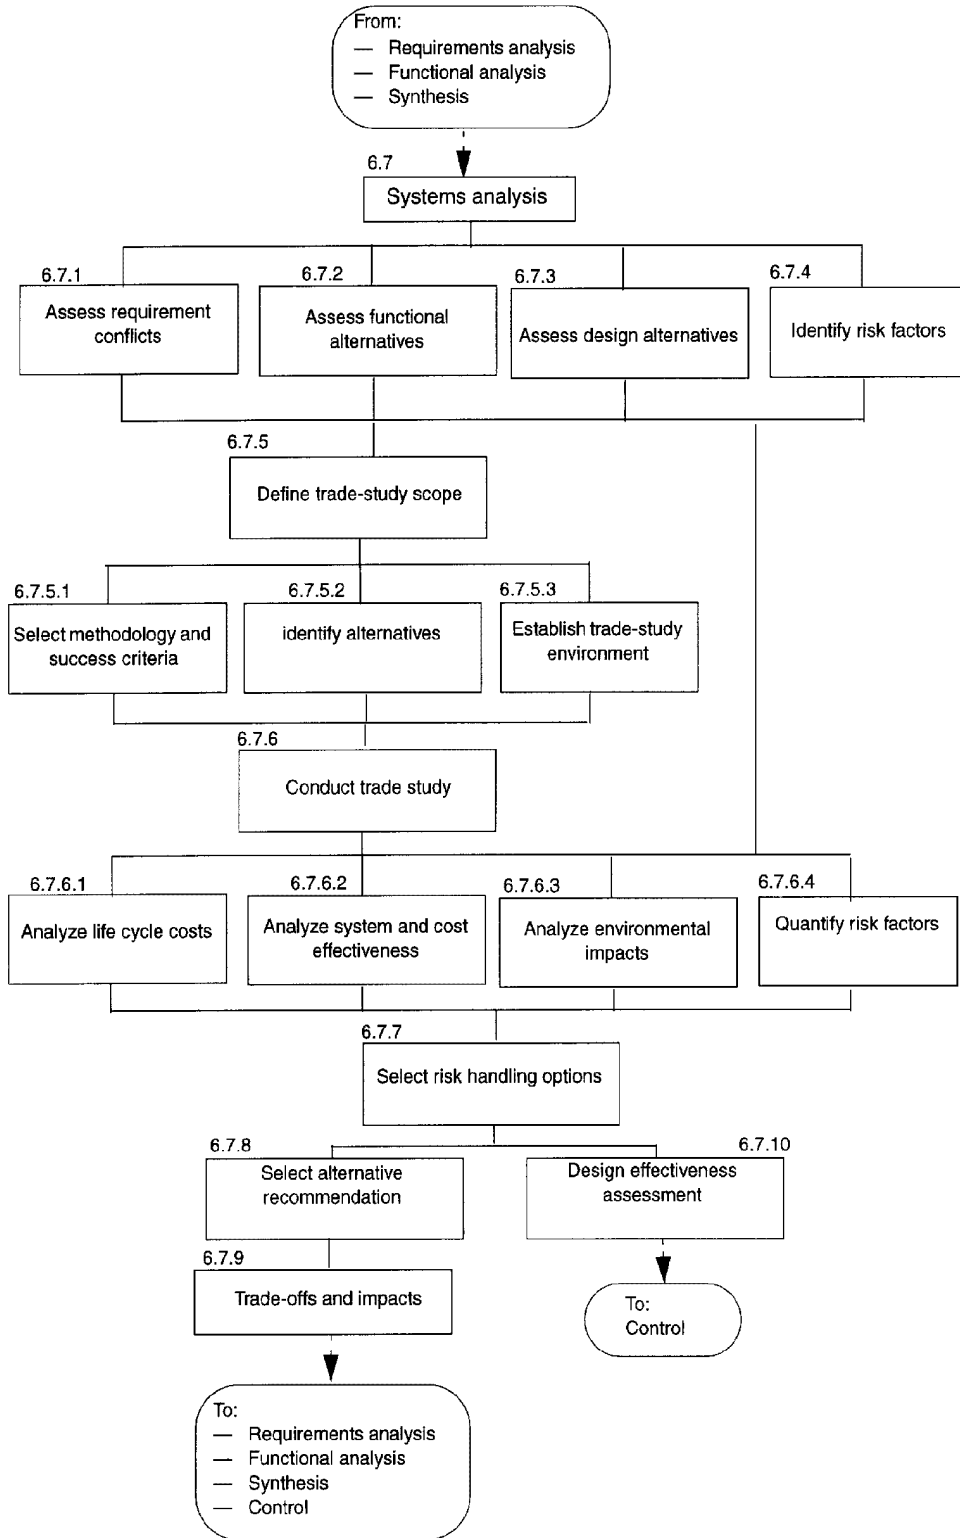 From:
— Requirements analysis
— Functional analysis
— Synthesis
6.7
Systems analysis
6.7.1
Assess requirement
conflicts
6.7.2
Assess functional
alternatives
6.7.3
Assess design alternatives
6.7.4
Identify risk factors
6.7.5
Define trade-study scope
6.7.5.1
Select methodology and
success criteria
6.7.5.2
identify alternatives
6.7.5.3
Establish trade-study
environment
6.7.6
Conduct trade study
6.7.6.1
Analyze life cycle costs
6.7.6.2
Analyze system and cost
effectiveness
6.7.6.3
Analyze environmental
impacts
6.7.6.4
Quantify risk factors
6.7.7
Select risk handling options
6.7.8
Select alternative
recommendation
6.7.10
Design effectiveness
assessment
6.7.9
Trade-offs and impacts
To:
Control
To:
— Requirements analysis
— Functional analysis
— Synthesis
— Control